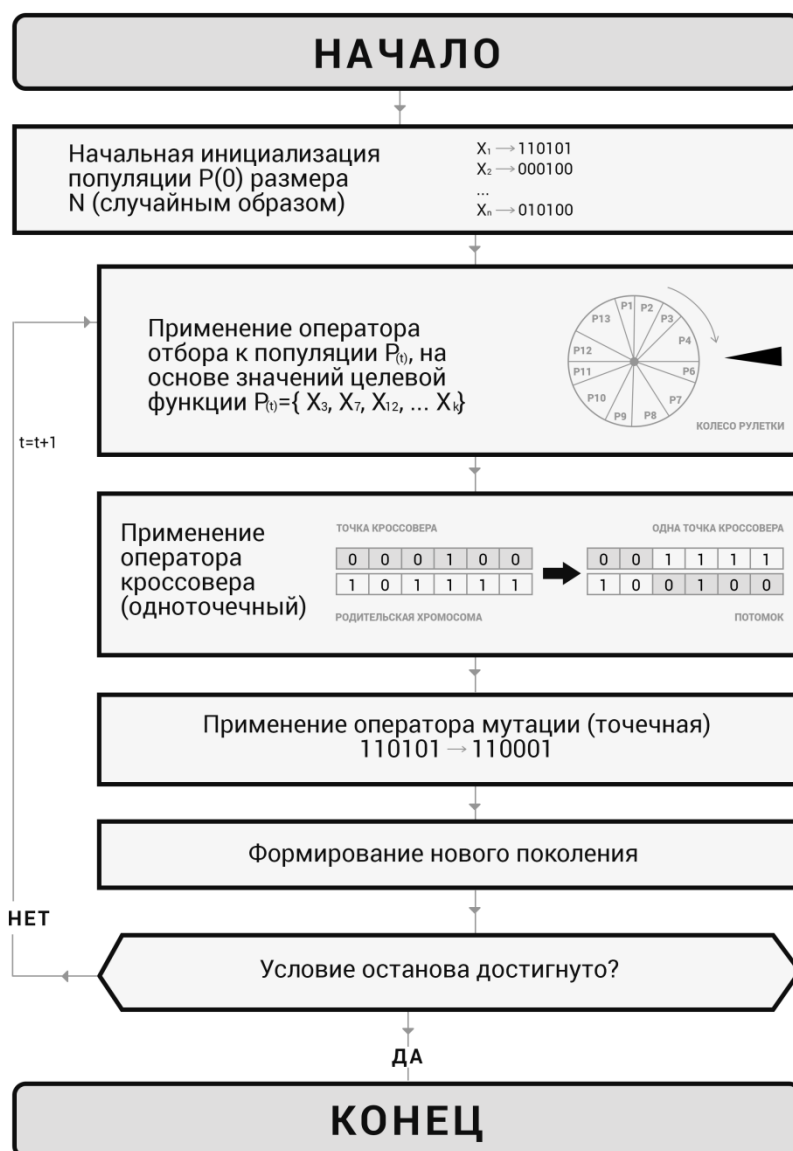 НАЧАЛО
Начальная инициализация
популяции P(0) размера
N (случайным образом)
X₁ → 110101
X₂ → 000100
...
Xₙ → 010100
Применение оператора
отбора к популяции P₍ₜ₎, на
основе значений целевой
функции P₍ₜ₎={ X₃, X₇, X₁₂, ... Xₖ}
P1
P2
P3
P4
P6
P7
P8
P9
P10
P11
P12
P13
КОЛЕСО РУЛЕТКИ
t=t+1
Применение
оператора
кроссовера
(одноточечный)
ТОЧКА КРОССОВЕРА
0 0 0 1 0 0
1 0 1 1 1 1
РОДИТЕЛЬСКАЯ ХРОМОСОМА
ОДНА ТОЧКА КРОССОВЕРА
0 0 1 1 1 1
1 0 0 1 0 0
ПОТОМОК
Применение оператора мутации (точечная)
110101 → 110001
Формирование нового поколения
НЕТ
Условие останова достигнуто?
ДА
КОНЕЦ